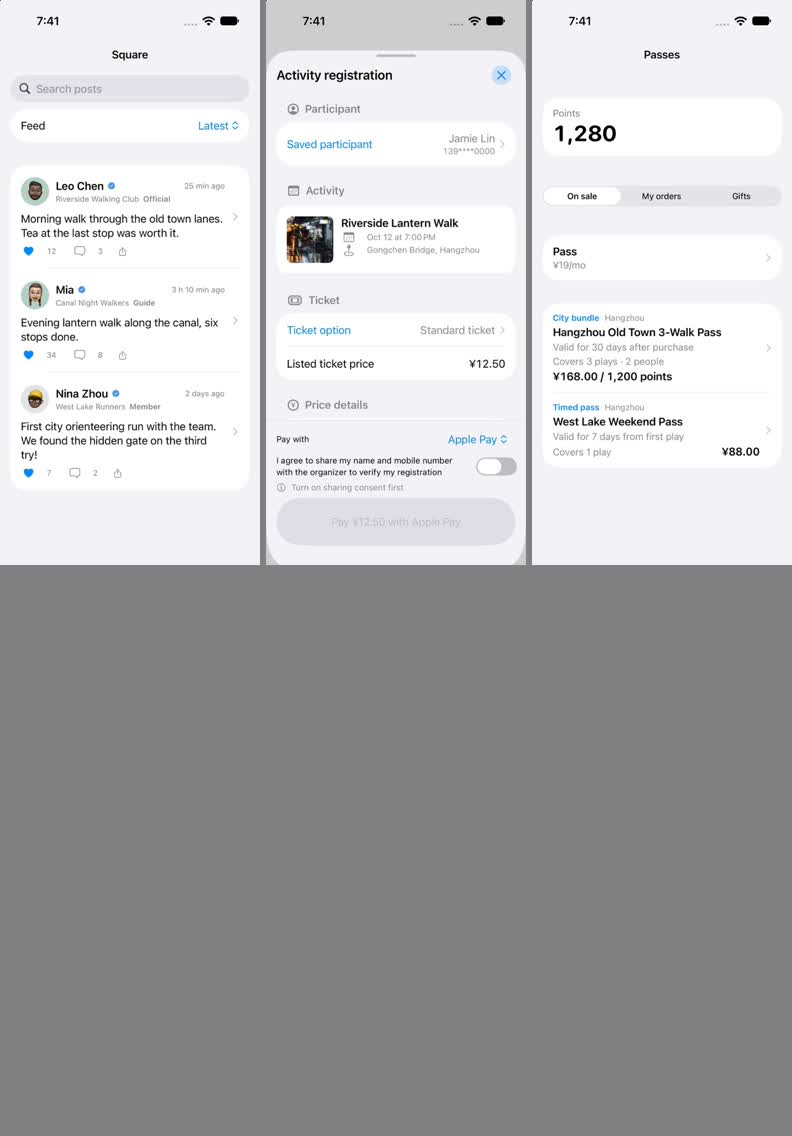 7:41
Square
Search posts
Feed
Latest
Leo Chen
25 min ago
Riverside Walking Club Official
Morning walk through the old town lanes.
Tea at the last stop was worth it.
12 3
Mia
3 h 10 min ago
Canal Night Walkers Guide
Evening lantern walk along the canal, six
stops done.
34 8
Nina Zhou
2 days ago
West Lake Runners Member
First city orienteering run with the team.
We found the hidden gate on the third
try!
7 2
7:41
Activity registration
Participant
Saved participant
Jamie Lin
139****0000
Activity
Riverside Lantern Walk
Oct 12 at 7:00 PM
Gongchen Bridge, Hangzhou
Ticket
Ticket option
Standard ticket
Listed ticket price
¥12.50
Price details
Pay with
Apple Pay
I agree to share my name and mobile number
with the organizer to verify my registration
Turn on sharing consent first
Pay ¥12.50 with Apple Pay
7:41
Passes
Points
1,280
On sale
My orders
Gifts
Pass
¥19/mo
City bundle Hangzhou
Hangzhou Old Town 3-Walk Pass
Valid for 30 days after purchase
Covers 3 plays · 2 people
¥168.00 / 1,200 points
Timed pass Hangzhou
West Lake Weekend Pass
Valid for 7 days from first play
Covers 1 play
¥88.00